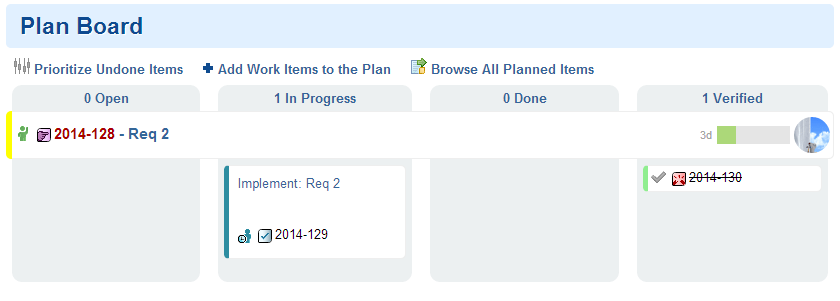 Plan Board
Prioritize Undone Items Add Work Items to the Plan Browse All Planned Items
0 Open 1 In Progress 0 Done 1 Verified
2014-128 - Req 2 3d
Implement: Req 2
2014-130
2014-129